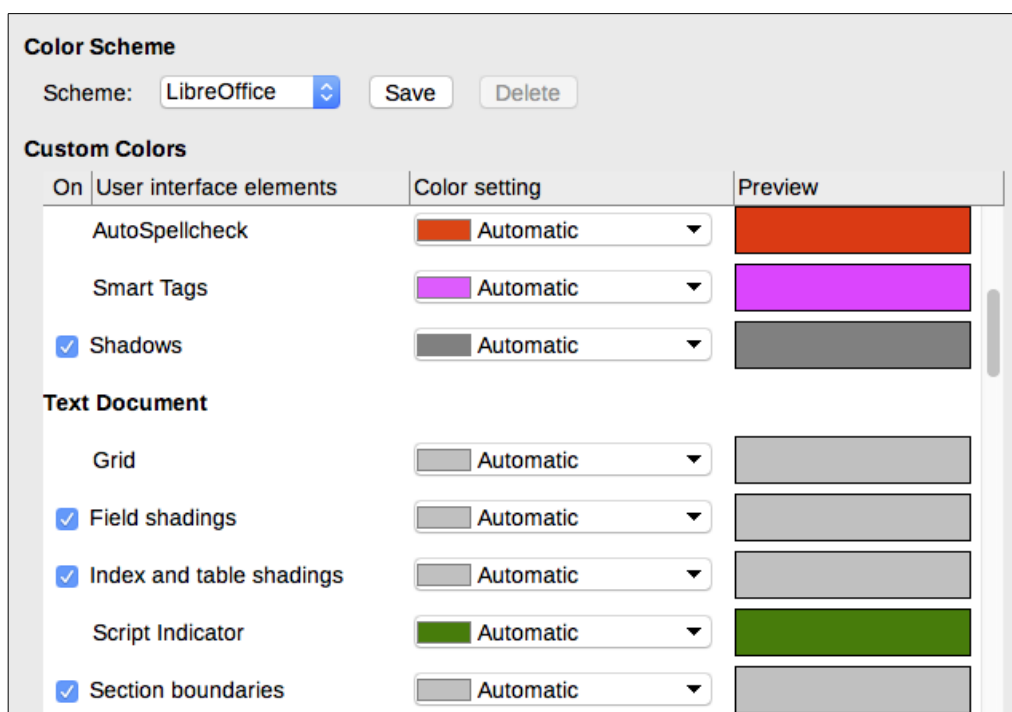 Color Scheme
Scheme: LibreOffice Save Delete
Custom Colors
On User interface elements Color setting Preview
AutoSpellcheck Automatic
Smart Tags Automatic
Shadows Automatic
Text Document
Grid Automatic
Field shadings Automatic
Index and table shadings Automatic
Script Indicator Automatic
Section boundaries Automatic